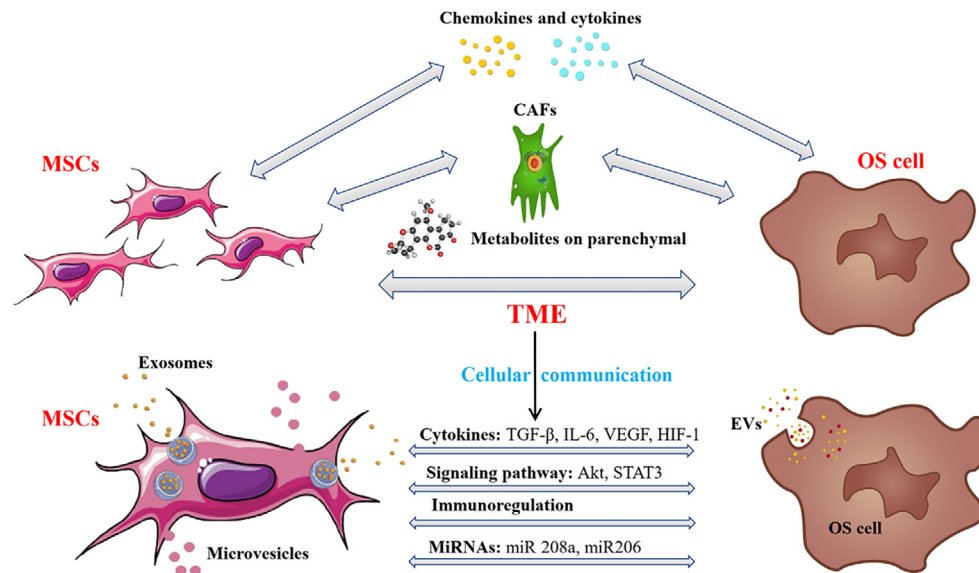 Chemokines and cytokines
CAFs
MSCs
OS cell
Metabolites on parenchymal
TME
Exosomes
Cellular communication
MSCs
EVs
Cytokines: TGF-β, IL-6, VEGF, HIF-1
Signaling pathway: Akt, STAT3
Immunoregulation
OS cell
Microvesicles
MiRNAs: miR 208a, miR206